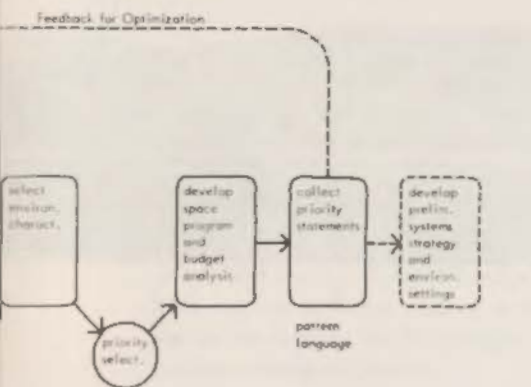 Feedback for Optimization
select
environ.
charact.
priority
select.
develop
space
program
and
budget
analysis
collect
priority
statements
pattern
language
develop
prelim.
systems
strategy
and
environ.
settings